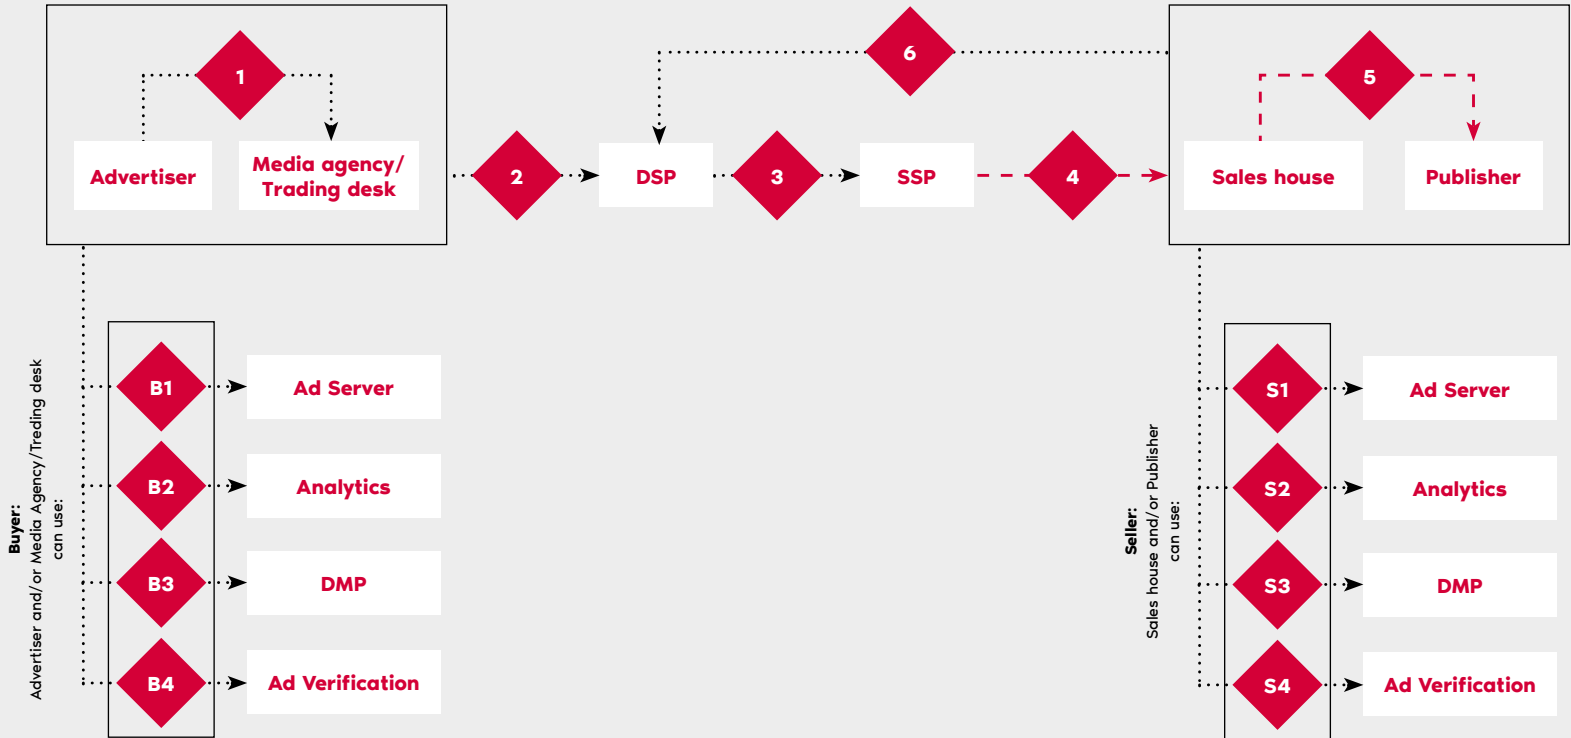 1
6
5
Advertiser
Media agency/
Trading desk
2
DSP
3
SSP
4
Sales house
Publisher
Buyer:
Advertiser and/or Media Agency/Treding desk
can use:
B1
Ad Server
B2
Analytics
B3
DMP
B4
Ad Verification
Seller:
Sales house and/or Publisher
can use:
S1
Ad Server
S2
Analytics
S3
DMP
S4
Ad Verification